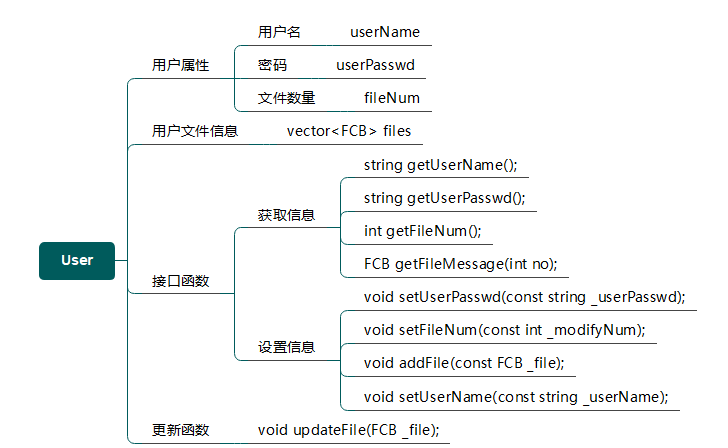 用户名 userName
用户属性
密码 userPasswd
文件数量 fileNum
用户文件信息 vector<FCB> files
string getUserName();
string getUserPasswd();
获取信息
int getFileNum();
FCB getFileMessage(int no);
User
接口函数
void setUserPasswd(const string _userPasswd);
void setFileNum(const int _modifyNum);
设置信息
void addFile(const FCB _file);
void setUserName(const string _userName);
更新函数 void updateFile(FCB _file);